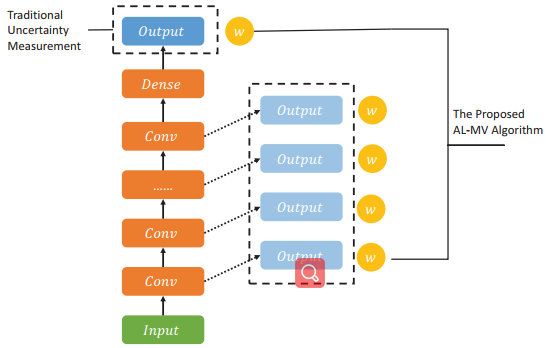 Traditional
Uncertainty
Measurement
Output
w
Dense
Conv
......
Conv
Conv
Input
Output
w
Output
w
Output
w
Output
w
The Proposed
AL-MV Algorithm